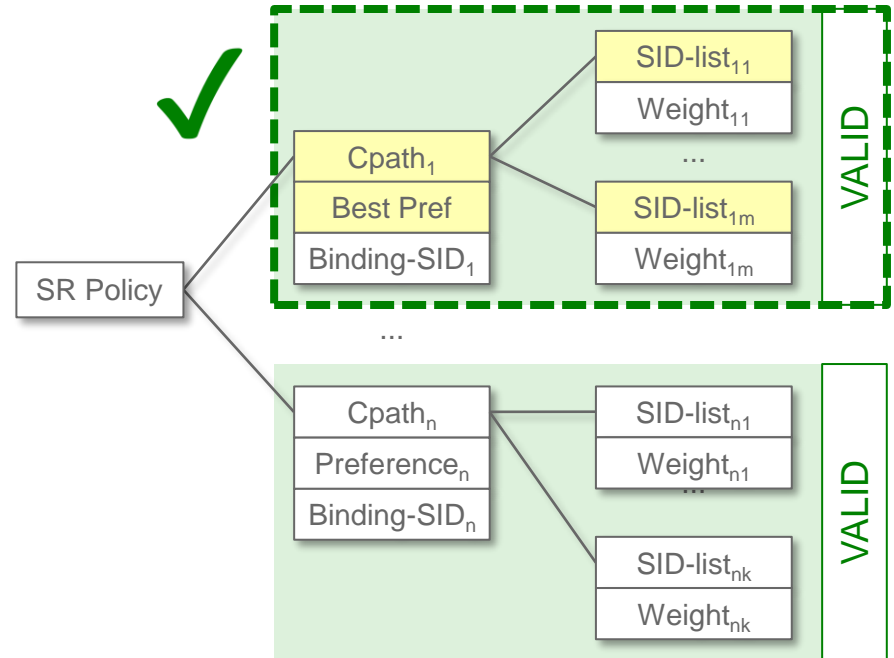 SID-list₁₁
Weight₁₁
...
Cpath₁
SID-list₁ₘ
Best Pref
Weight₁ₘ
Binding-SID₁
VALID
SR Policy
...
Cpathₙ
SID-listₙ₁
Preferenceₙ
Weightₙ₁
...
Binding-SIDₙ
SID-listₙₖ
Weightₙₖ
VALID